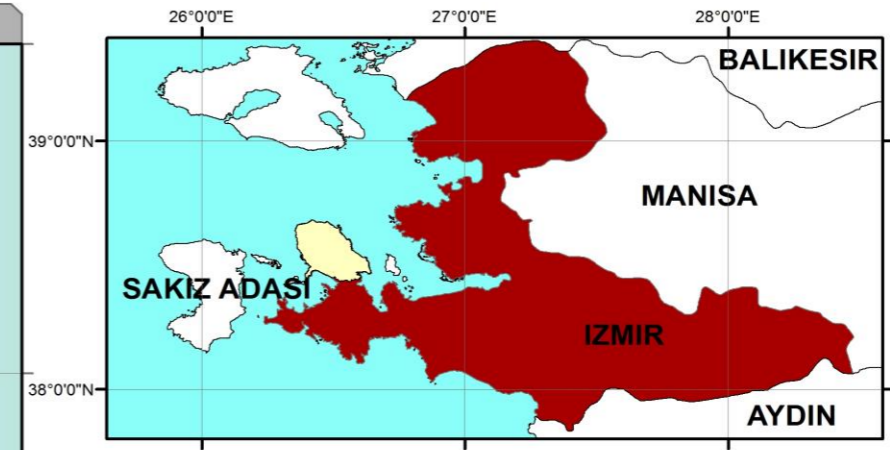 26°0'0"E
27°0'0"E
28°0'0"E
BALIKESIR
39°0'0"N
MANISA
SAKIZ ADASI
IZMIR
38°0'0"N
AYDIN